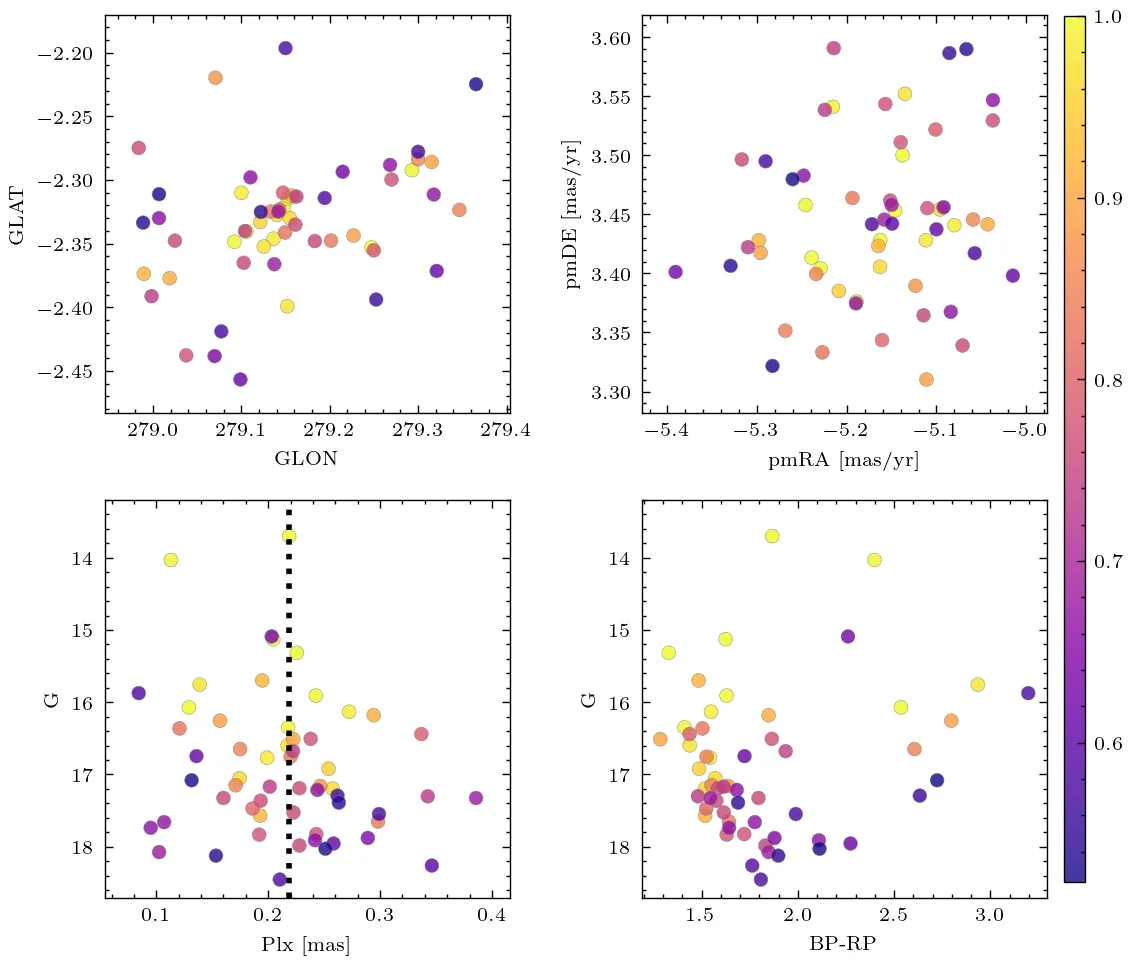 −2.20
−2.25
−2.30
−2.35
−2.40
−2.45
GLAT
279.0 279.1 279.2 279.3 279.4
GLON
3.60
3.55
3.50
3.45
3.40
3.35
3.30
pmDE [mas/yr]
−5.4 −5.3 −5.2 −5.1 −5.0
pmRA [mas/yr]
1.0
0.9
0.8
0.7
0.6
14
15
16
17
18
G
0.1 0.2 0.3 0.4
Plx [mas]
14
15
16
17
18
G
1.5 2.0 2.5 3.0
BP-RP